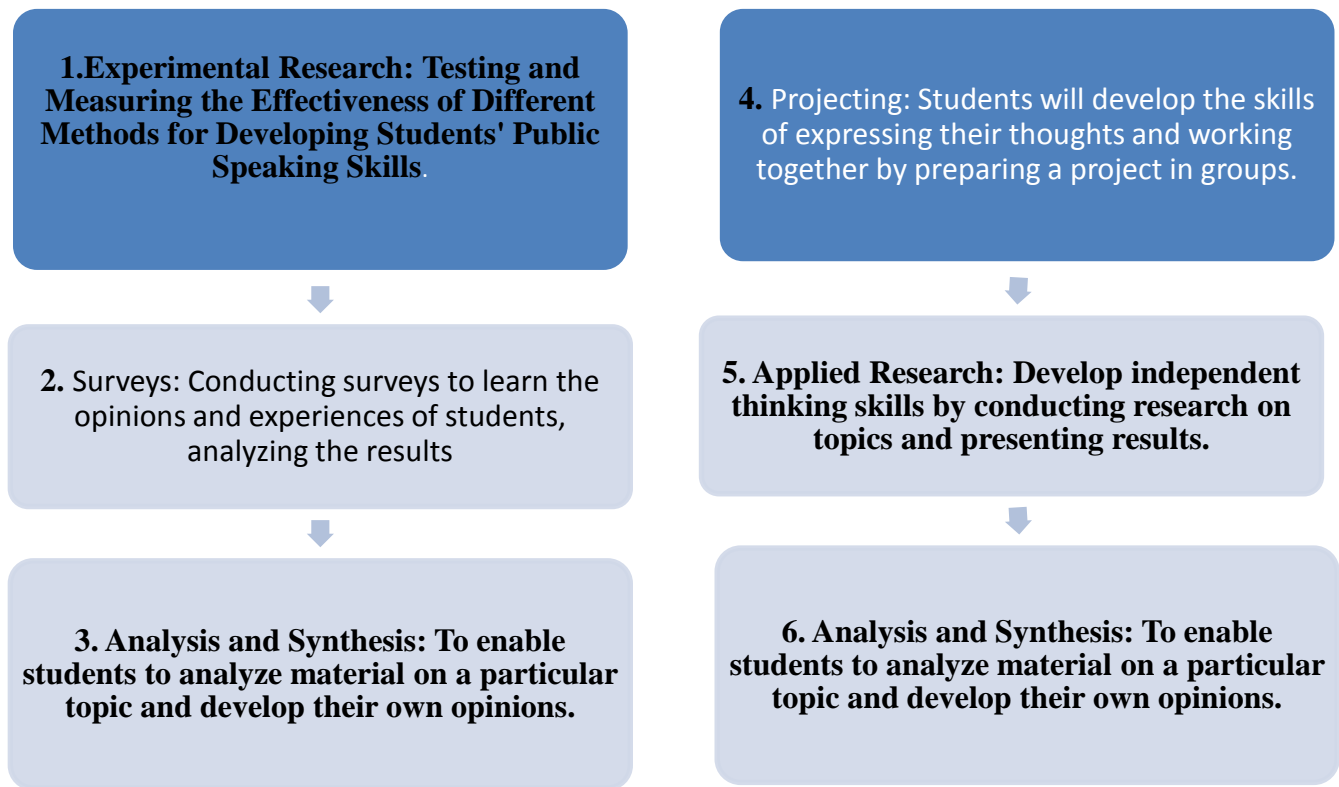 1.Experimental Research: Testing and
Measuring the Effectiveness of Different
Methods for Developing Students' Public
Speaking Skills.
2. Surveys: Conducting surveys to learn the
opinions and experiences of students,
analyzing the results
3. Analysis and Synthesis: To enable
students to analyze material on a particular
topic and develop their own opinions.
4. Projecting: Students will develop the skills
of expressing their thoughts and working
together by preparing a project in groups.
5. Applied Research: Develop independent
thinking skills by conducting research on
topics and presenting results.
6. Analysis and Synthesis: To enable
students to analyze material on a particular
topic and develop their own opinions.